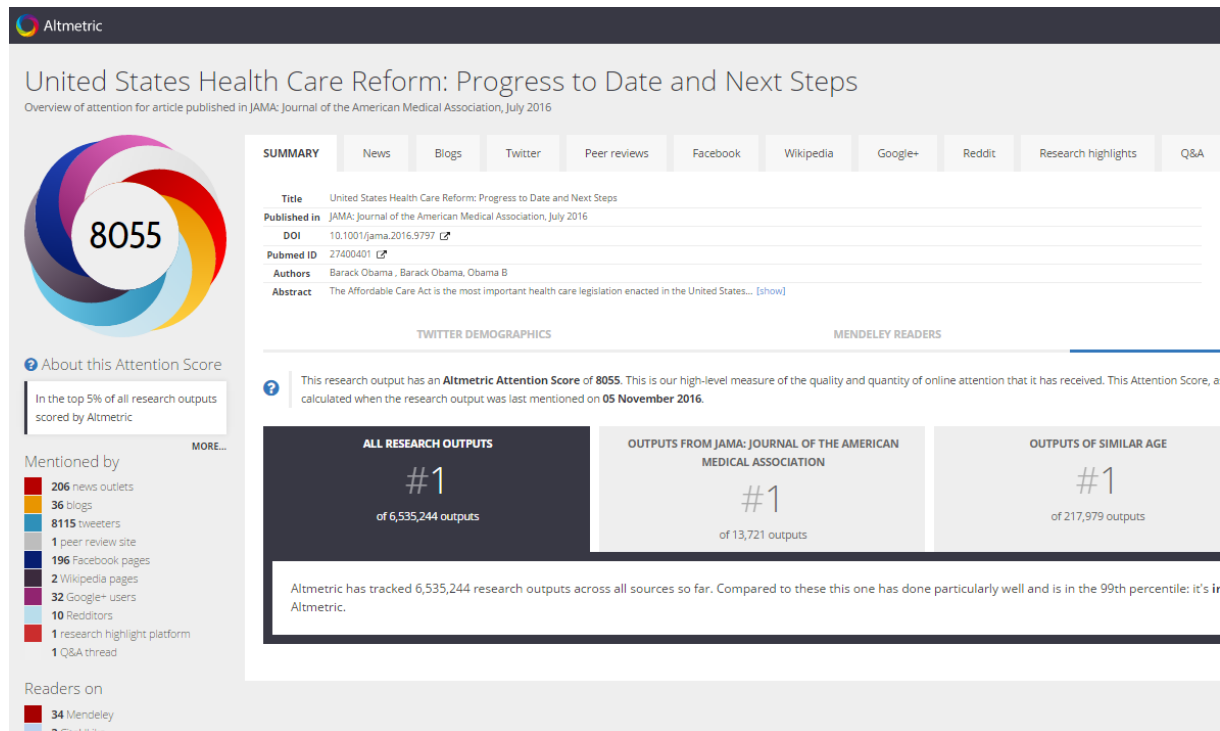 Altmetric
United States Health Care Reform: Progress to Date and Next Steps
Overview of attention for article published in JAMA: Journal of the American Medical Association, July 2016
8055
About this Attention Score
In the top 5% of all research outputs
scored by Altmetric
MORE...
Mentioned by
206 news outlets
36 blogs
8115 tweeters
1 peer review site
196 Facebook pages
2 Wikipedia pages
32 Google+ users
10 Redditors
1 research highlight platform
1 Q&A thread
Readers on
34 Mendeley
SUMMARY News Blogs Twitter Peer reviews Facebook Wikipedia Google+ Reddit Research highlights Q&A
Title United States Health Care Reform: Progress to Date and Next Steps
Published in JAMA: Journal of the American Medical Association, July 2016
DOI 10.1001/jama.2016.9797
Pubmed ID 27400401
Authors Barack Obama , Barack Obama, Obama B
Abstract The Affordable Care Act is the most important health care legislation enacted in the United States... [show]
TWITTER DEMOGRAPHICS MENDELEY READERS
This research output has an Altmetric Attention Score of 8055. This is our high-level measure of the quality and quantity of online attention that it has received. This Attention Score, a
calculated when the research output was last mentioned on 05 November 2016.
ALL RESEARCH OUTPUTS
#1
of 6,535,244 outputs
OUTPUTS FROM JAMA: JOURNAL OF THE AMERICAN
MEDICAL ASSOCIATION
#1
of 13,721 outputs
OUTPUTS OF SIMILAR AGE
#1
of 217,979 outputs
Altmetric has tracked 6,535,244 research outputs across all sources so far. Compared to these this one has done particularly well and is in the 99th percentile: it's in
Altmetric.